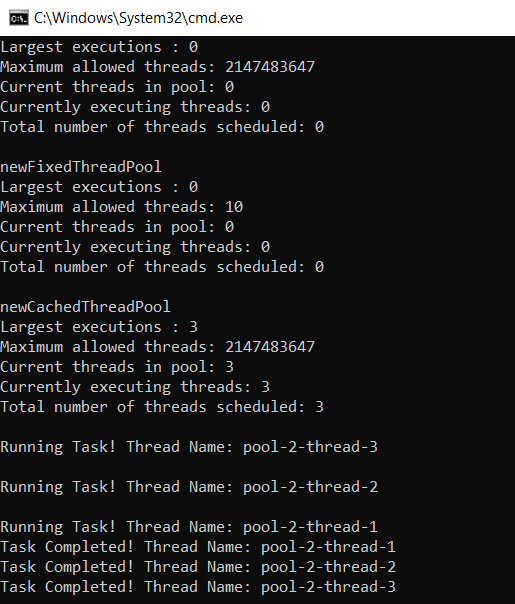 C:\Windows\System32\cmd.exe
Largest executions : 0
Maximum allowed threads: 2147483647
Current threads in pool: 0
Currently executing threads: 0
Total number of threads scheduled: 0
newFixedThreadPool
Largest executions : 0
Maximum allowed threads: 10
Current threads in pool: 0
Currently executing threads: 0
Total number of threads scheduled: 0
newCachedThreadPool
Largest executions : 3
Maximum allowed threads: 2147483647
Current threads in pool: 3
Currently executing threads: 3
Total number of threads scheduled: 3
Running Task! Thread Name: pool-2-thread-3
Running Task! Thread Name: pool-2-thread-2
Running Task! Thread Name: pool-2-thread-1
Task Completed! Thread Name: pool-2-thread-1
Task Completed! Thread Name: pool-2-thread-2
Task Completed! Thread Name: pool-2-thread-3